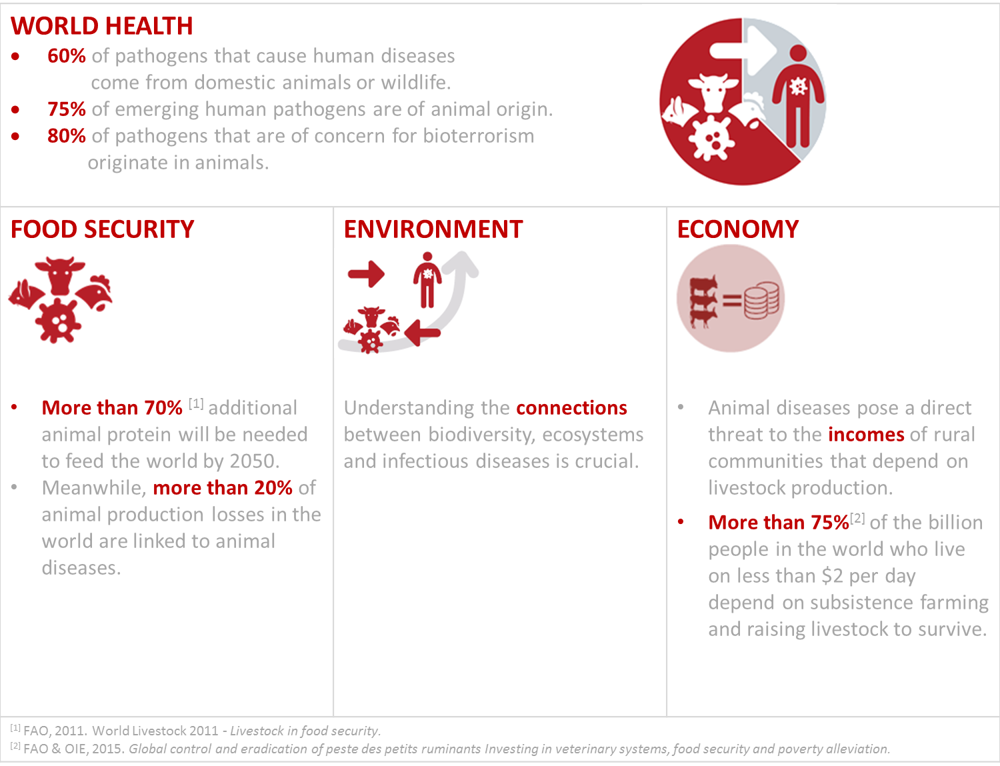 WORLD HEALTH
• 60% of pathogens that cause human diseases
come from domestic animals or wildlife.
• 75% of emerging human pathogens are of animal origin.
• 80% of pathogens that are of concern for bioterrorism
originate in animals.
FOOD SECURITY
• More than 70% [1] additional
animal protein will be needed
to feed the world by 2050.
• Meanwhile, more than 20% of
animal production losses in the
world are linked to animal
diseases.
ENVIRONMENT
Understanding the connections
between biodiversity, ecosystems
and infectious diseases is crucial.
ECONOMY
• Animal diseases pose a direct
threat to the incomes of rural
communities that depend on
livestock production.
• More than 75%[2] of the billion
people in the world who live
on less than $2 per day
depend on subsistence farming
and raising livestock to survive.
[1] FAO, 2011. World Livestock 2011 - Livestock in food security.
[2] FAO & OIE, 2015. Global control and eradication of peste des petits ruminants Investing in veterinary systems, food security and poverty alleviation.